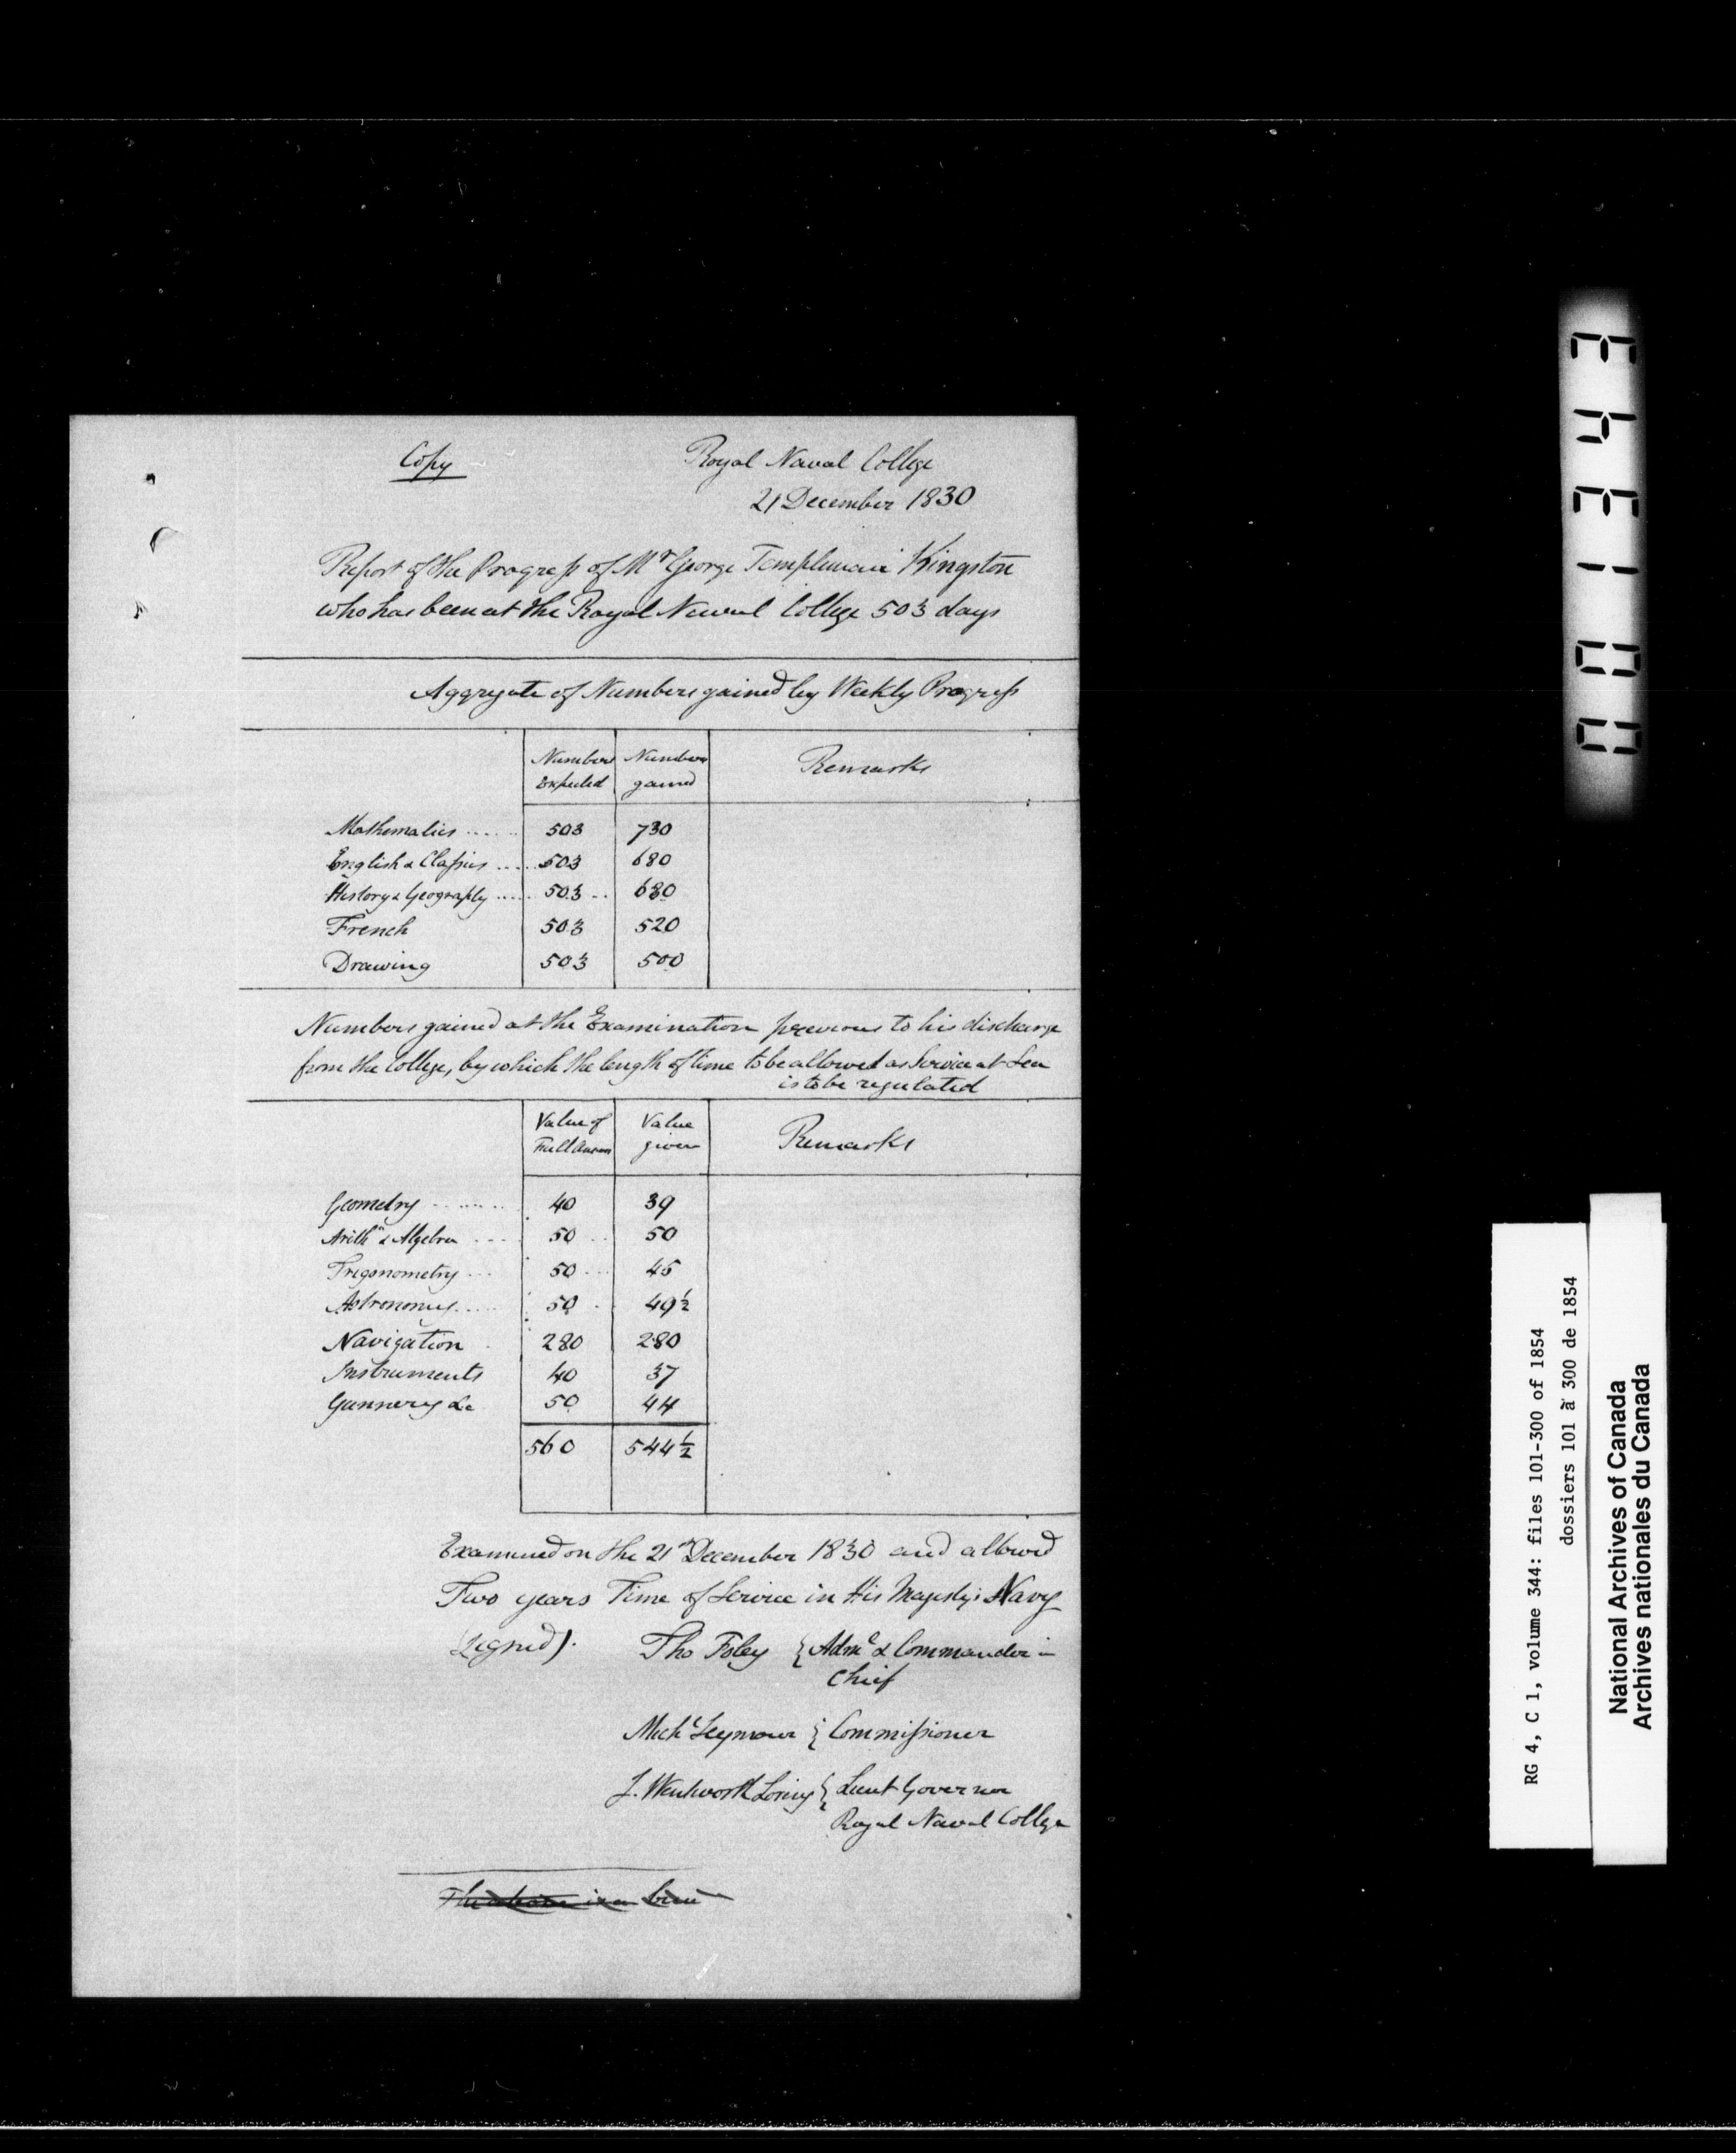 Copy
Royal Naval College
21 December 1830
Report of the Progress of Mr George Templeman Kingston
who has been at the Royal Naval College 503 days
Aggregate of Numbers gained by Weekly Progress
Numbers Expected | Numbers gained | Remarks
Mathematics ...... 503 730
English & Classics .... 503 680
History & Geography ..... 503 .. 680
French 503 520
Drawing 503 500
Numbers gained at the Examination previous to his discharge
from the College, by which the length of time to be allowed as Service at Sea
is to be regulated
Value of Full Answer | Value given | Remarks
Geometry ......... 40 39
Arithc & Algebra .... 50 .. 50
Trigonometry ... 50 ... 45
Astronomy..... 50 . 49½
Navigation . 280 280
Instruments 40 37
Gunnery &c 50 44
560 544½
Examined on the 21st December 1830 and allowed
Two years Time of Service in His Majesty's Navy
(Signed). Tho Foley { Adml & Commander in
Chief
Michl Seymour } Commissioner
J. Wentworth Loring { Lieut Governor
Royal Naval College
RG 4, C 1, volume 344: files 101-300 of 1854
dossiers 101 à 300 de 1854
National Archives of Canada
Archives nationales du Canada